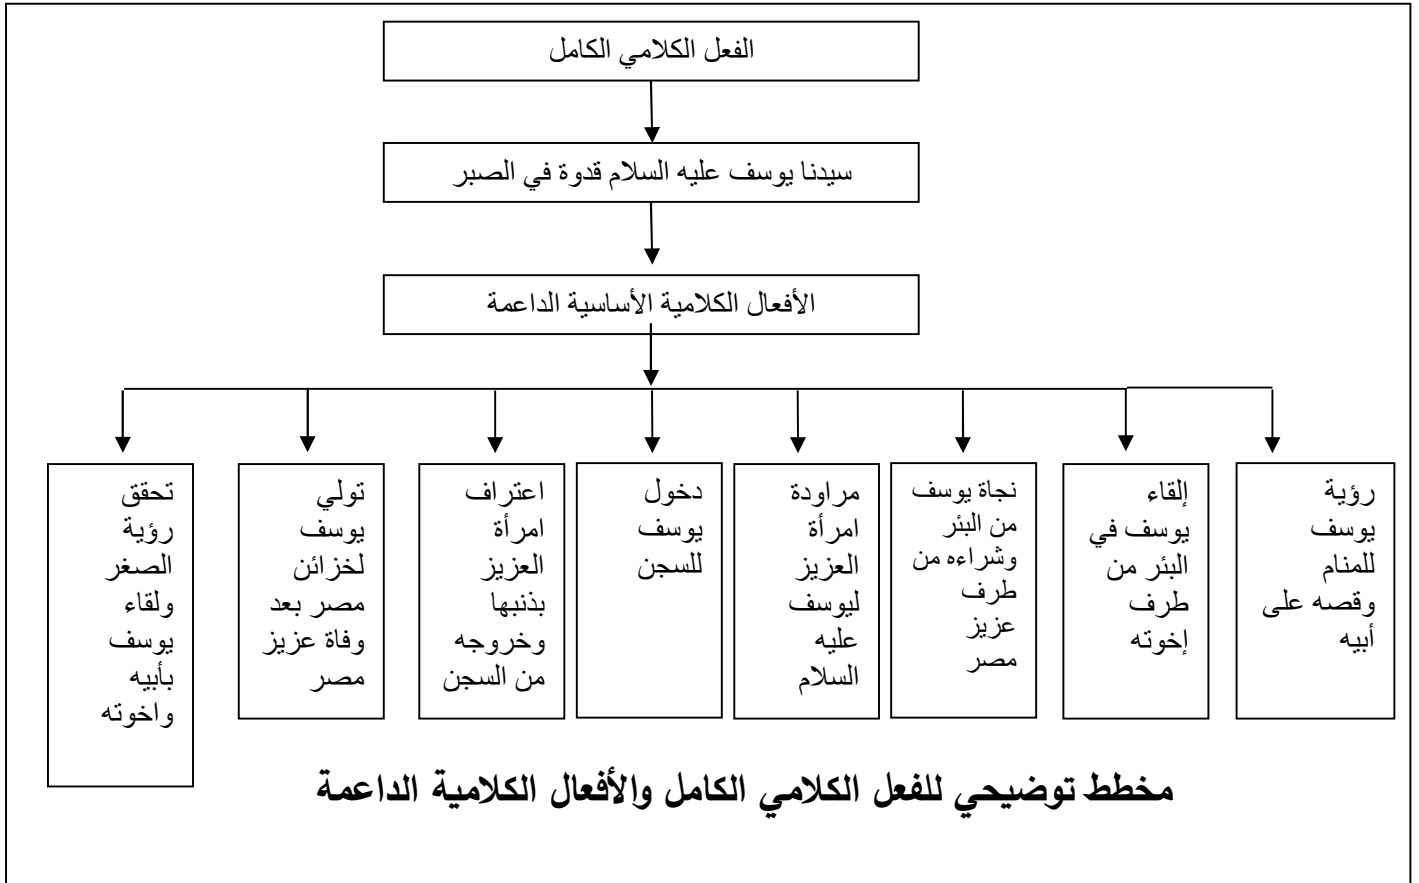 الفعل الكلامي الكامل
سيدنا يوسف عليه السلام قدوة في الصبر
الأفعال الكلامية الأساسية الداعمة
رؤية
يوسف
للمنام
وقصه على
أبيه
إلقاء
يوسف في
البئر من
طرف
إخوته
نجاة يوسف
من البئر
وشراءه من
طرف
عزيز
مصر
مراودة
امرأة
العزيز
ليوسف
عليه
السلام
دخول
يوسف
للسجن
اعتراف
امرأة
العزيز
بذنبها
وخروجه
من السجن
تولي
يوسف
لخزائن
مصر بعد
وفاة عزيز
مصر
تحقق
رؤية
الصغر
ولقاء
يوسف
بأبيه
واخوته
مخطط توضيحي للفعل الكلامي الكامل والأفعال الكلامية الداعمة